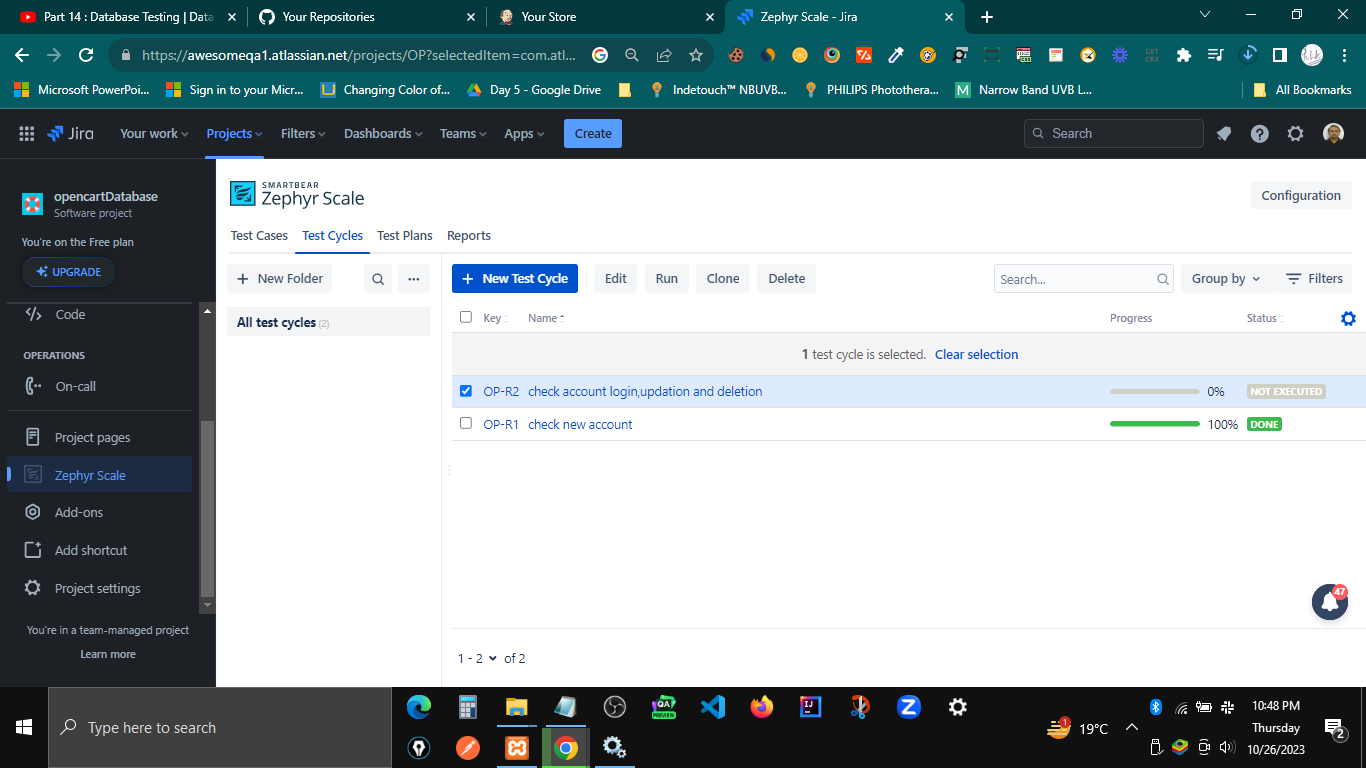 Part 14 : Database Testing | Data
Your Repositories
Your Store
Zephyr Scale - Jira
https://awesomeqa1.atlassian.net/projects/OP?selectedItem=com.atl...
GET
CRX
Microsoft PowerPoi...
Sign in to your Micr...
Changing Color of...
Day 5 - Google Drive
Indetouch™ NBUVB...
PHILIPS Photothera...
Narrow Band UVB L...
All Bookmarks
Jira
Your work
Projects
Filters
Dashboards
Teams
Apps
Create
Search
opencartDatabase
Software project
You're on the Free plan
UPGRADE
Code
OPERATIONS
On-call
Project pages
Zephyr Scale
Add-ons
Add shortcut
Project settings
You're in a team-managed project
Learn more
SMARTBEAR
Zephyr Scale
Configuration
Test Cases
Test Cycles
Test Plans
Reports
+ New Folder
...
All test cycles (2)
+ New Test Cycle
Edit
Run
Clone
Delete
Search...
Group by
Filters
Key
Name
Progress
Status
1 test cycle is selected. Clear selection
OP-R2 check account login,updation and deletion 0% NOT EXECUTED
OP-R1 check new account 100% DONE
47
1 - 2 of 2
Type here to search
QA
PREVIEW
IJ
1
19°C
10:48 PM
Thursday
10/26/2023
2